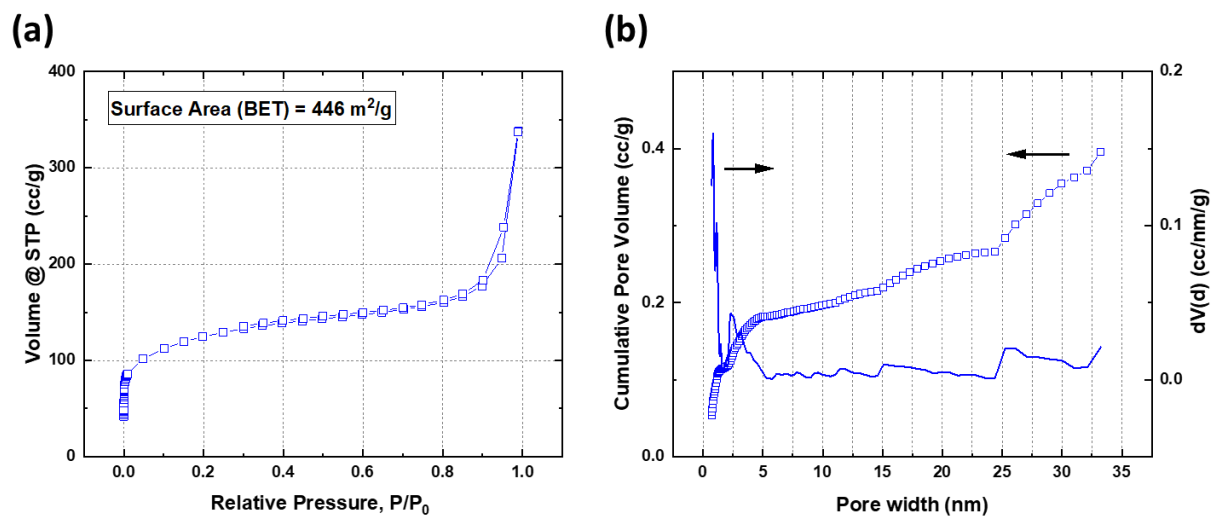 (a)
400
300
200
100
0
Volume @ STP (cc/g)
Surface Area (BET) = 446 m²/g
0.0 0.2 0.4 0.6 0.8 1.0
Relative Pressure, P/P₀
(b)
0.4
0.2
0.0
Cumulative Pore Volume (cc/g)
0.2
0.1
0.0
dV(d) (cc/nm/g)
0 5 10 15 20 25 30 35
Pore width (nm)